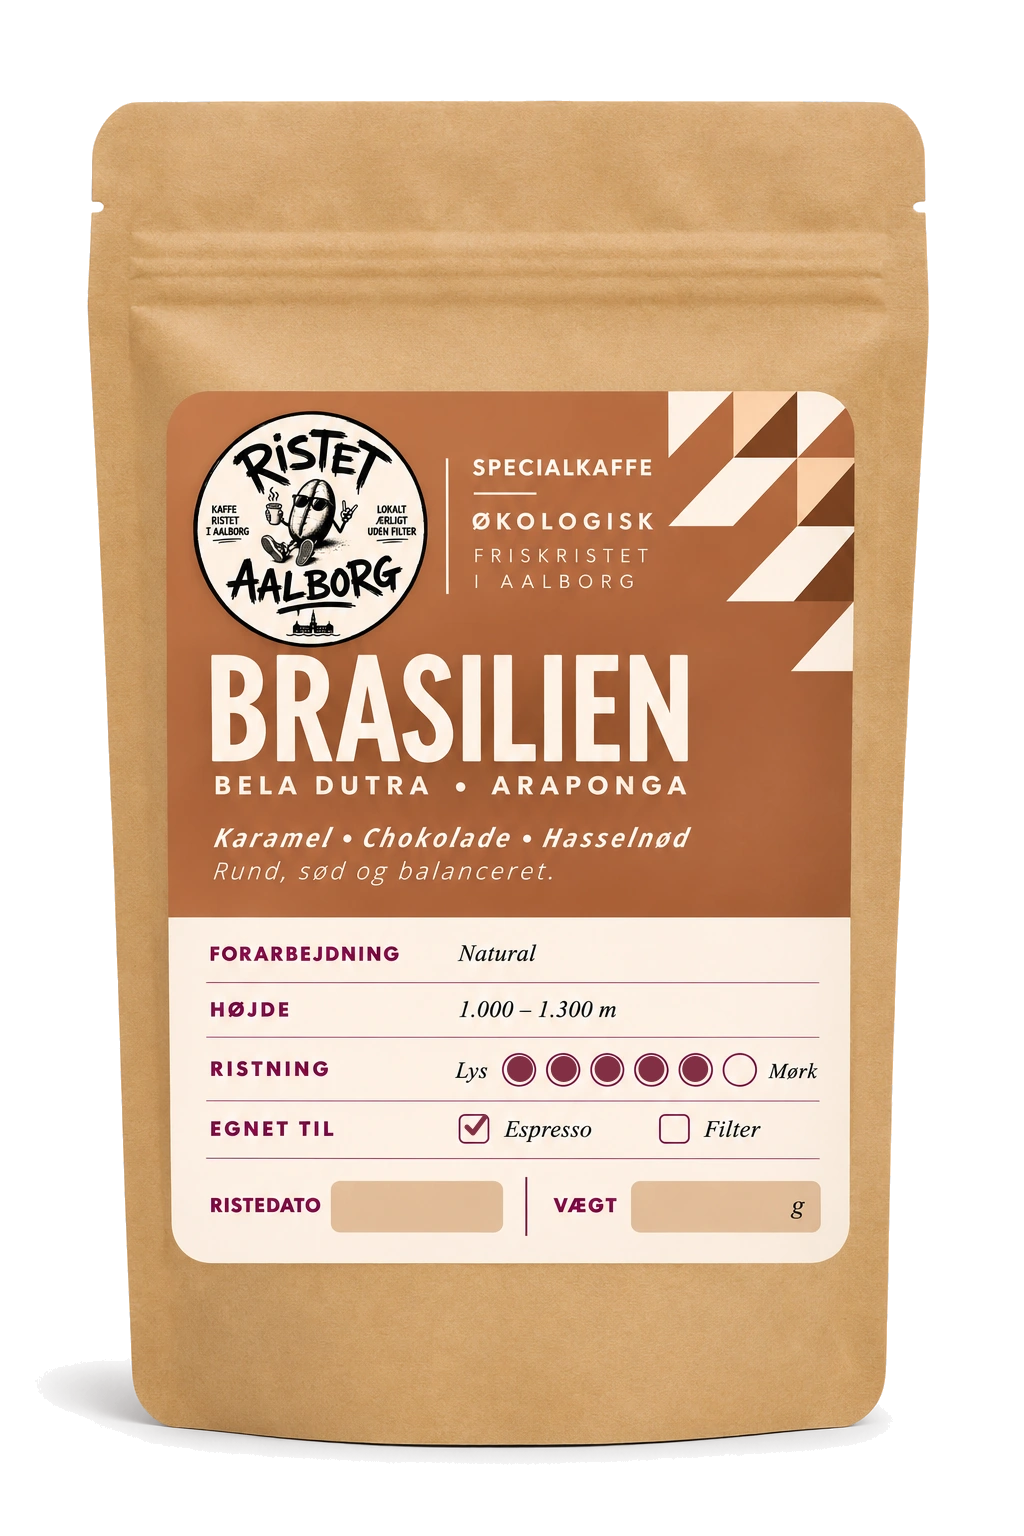 RISTET
KAFFE
RISTET
I AALBORG
LOKALT
ÆRLIGT
UDEN FILTER
AALBORG
SPECIALKAFFE
ØKOLOGISK
FRISKRISTET
I AALBORG
BRASILIEN
BELA DUTRA • ARAPONGA
Karamel • Chokolade • Hasselnød
Rund, sød og balanceret.
FORARBEJDNING Natural
HØJDE 1.000 – 1.300 m
RISTNING Lys Mørk
EGNET TIL Espresso Filter
RISTEDATO VÆGT g